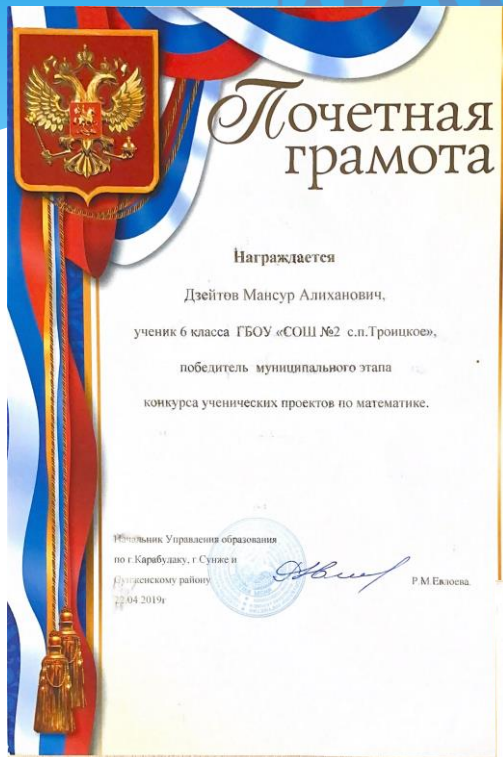 Почетная
грамота
Награждается
Дзейтов Мансур Алиханович,
ученик 6 класса ГБОУ «СОШ №2 с.п.Троицкое»,
победитель муниципального этапа
конкурса ученических проектов по математике.
Начальник Управления образования
по г.Карабудаку, г.Сунже и
Сунженскому району
Р.М.Евлоева.
22.04 2019г